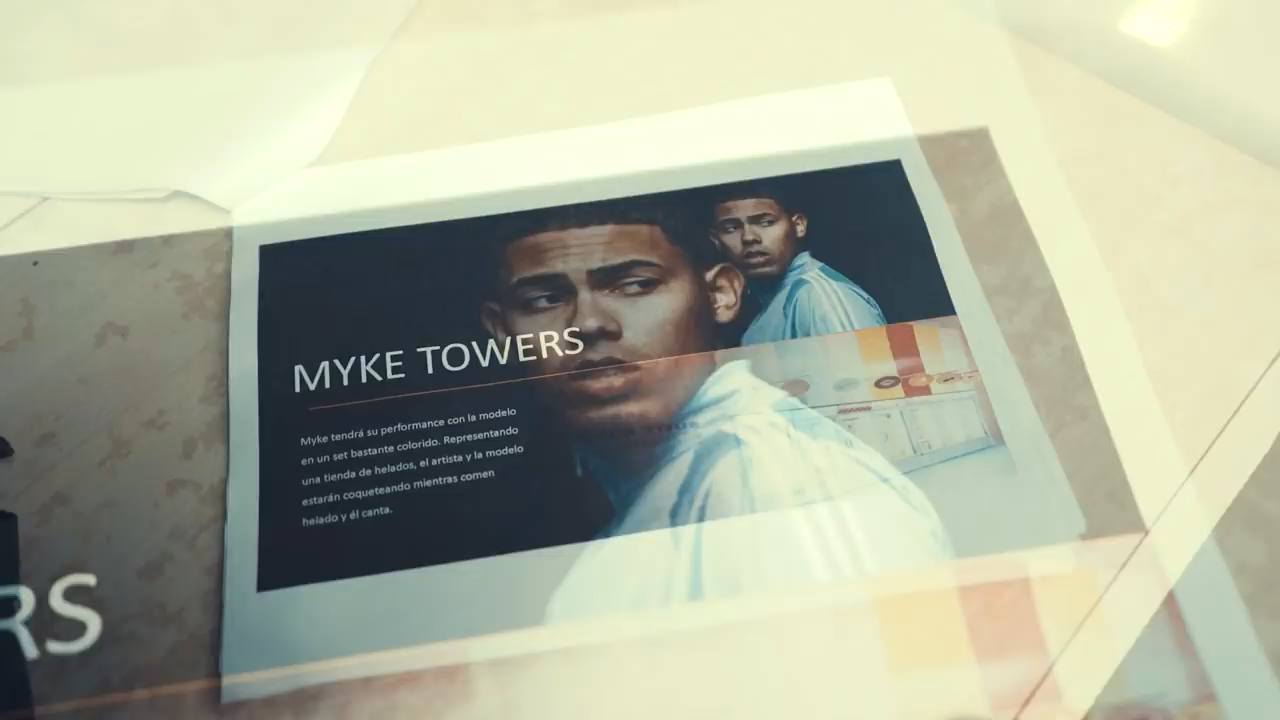 MYKE TOWERS
Myke tendrá su performance con la modelo
en un set bastante colorido. Representando
una tienda de helados, el artista y la modelo
estarán coqueteando mientras comen
helado y él canta.
RS